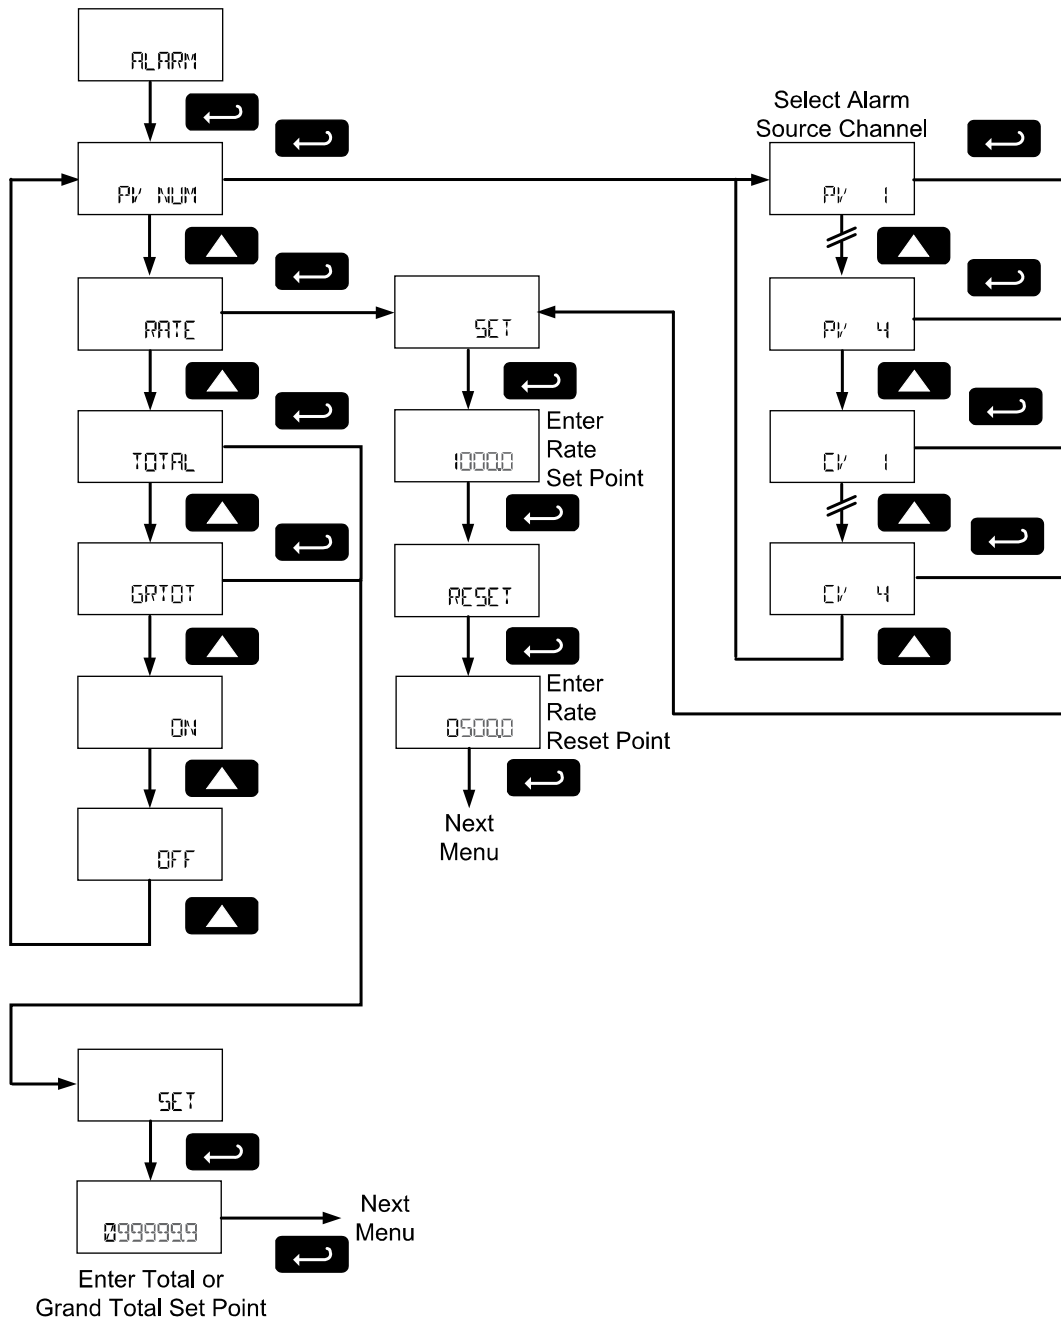 ALARM
PV NUM
RATE
TOTAL
GRTOT
ON
OFF
SET
1000.0
Enter
Rate
Set Point
RESET
0500.0
Enter
Rate
Reset Point
Next
Menu
Select Alarm
Source Channel
PV 1
PV 4
CV 1
CV 4
SET
099999.9
Next
Menu
Enter Total or
Grand Total Set Point